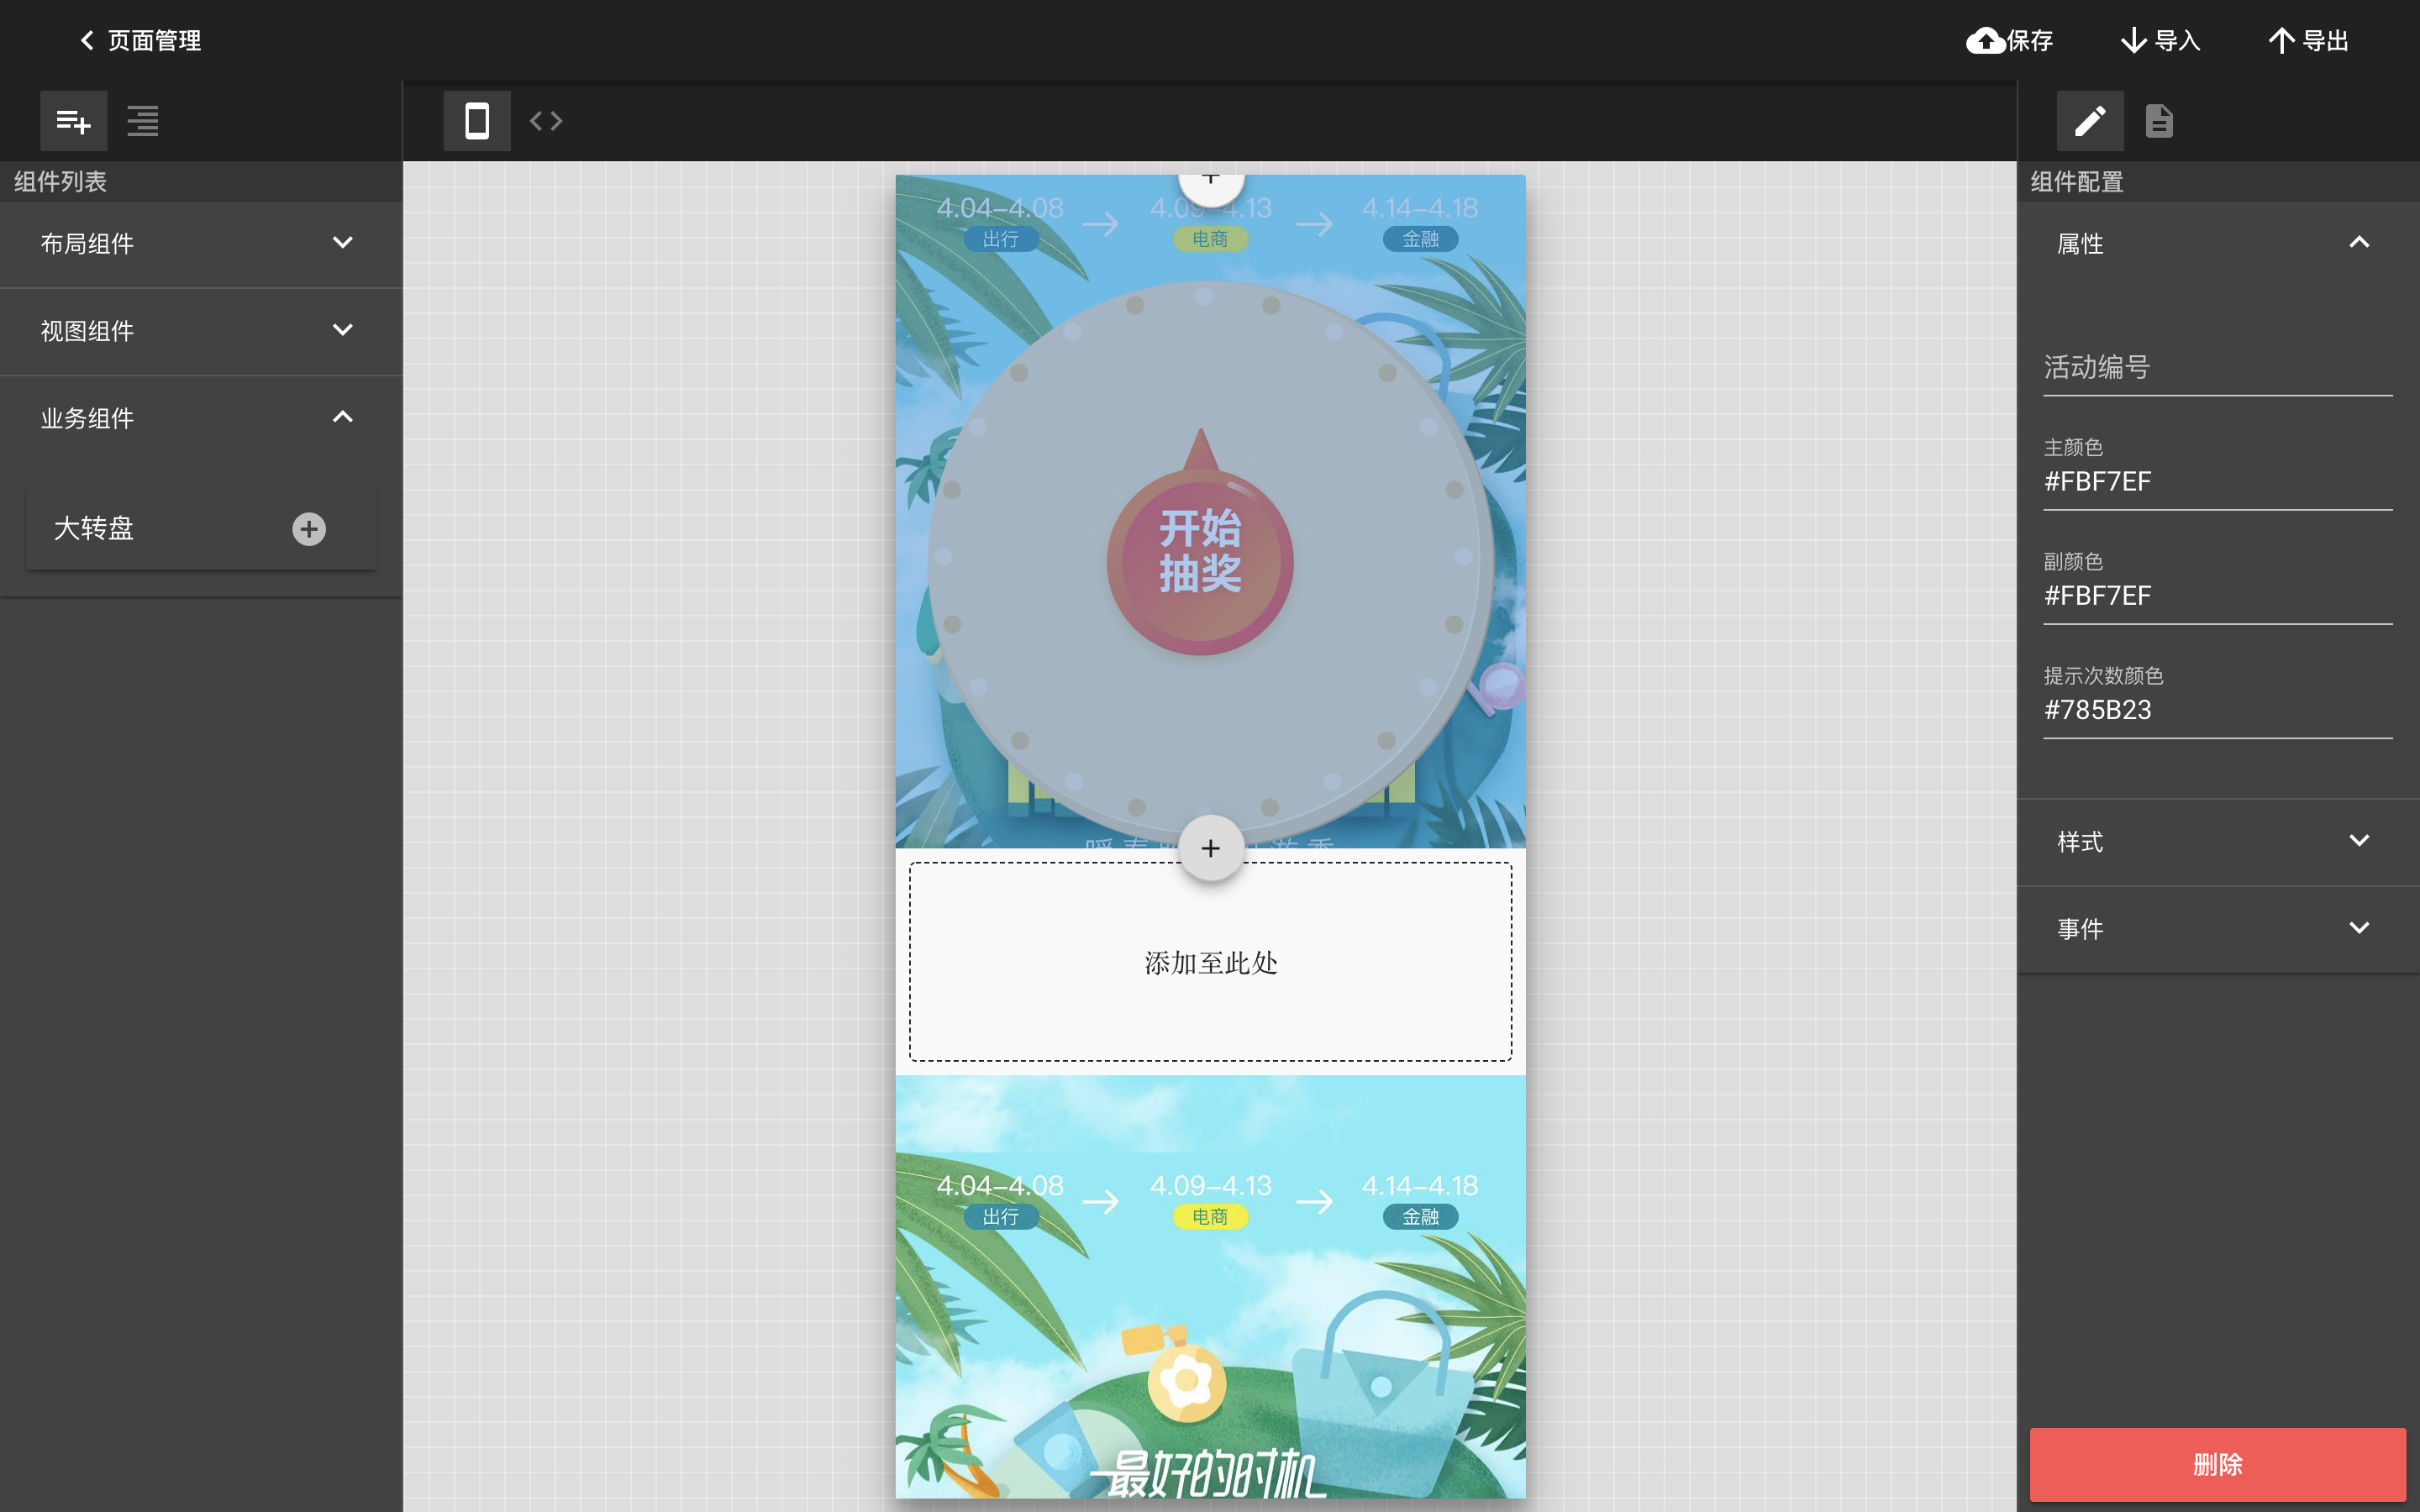 页面管理
保存
导入
导出
组件列表
布局组件
视图组件
业务组件
大转盘
4.04–4.08
4.09–4.13
4.14–4.18
出行
电商
金融
开始
抽奖
添加至此处
4.04–4.08
4.09–4.13
4.14–4.18
出行
电商
金融
最好的时机
组件配置
属性
活动编号
主颜色
#FBF7EF
副颜色
#FBF7EF
提示次数颜色
#785B23
样式
事件
删除